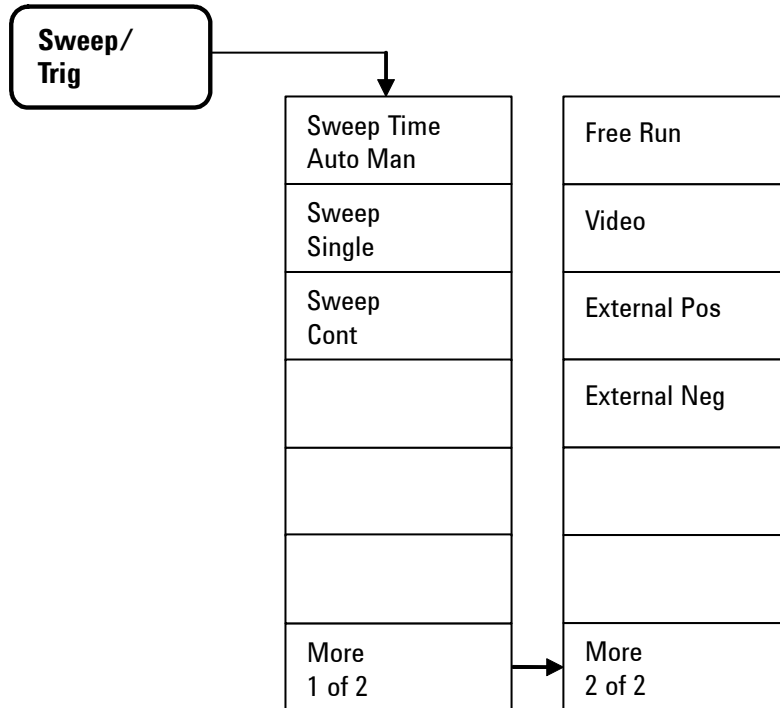 Sweep/
Trig
Sweep Time
Auto Man
Sweep
Single
Sweep
Cont
More
1 of 2
Free Run
Video
External Pos
External Neg
More
2 of 2